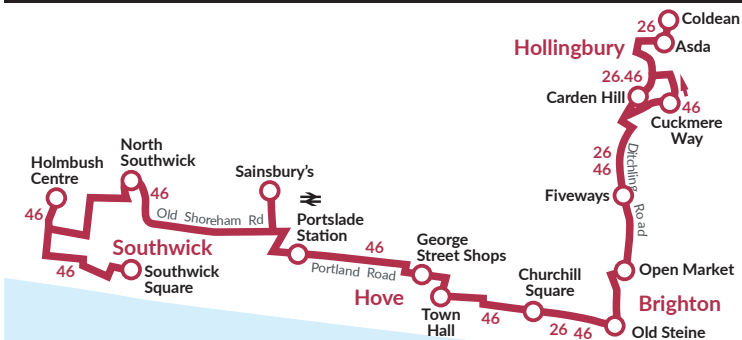 26
Coldean
Hollingbury
Asda
26.46
Carden Hill
46
Cuckmere
Way
26
46
Ditchling Road
Fiveways
North
Southwick
Holmbush
Centre
Sainsbury's
46
46
Old Shoreham Rd
Portslade
Station
Southwick
46
George
Street Shops
46
Southwick
Square
Portland Road
Churchill
Square
Open Market
Hove
Brighton
Town
Hall
46
26 46
Old Steine